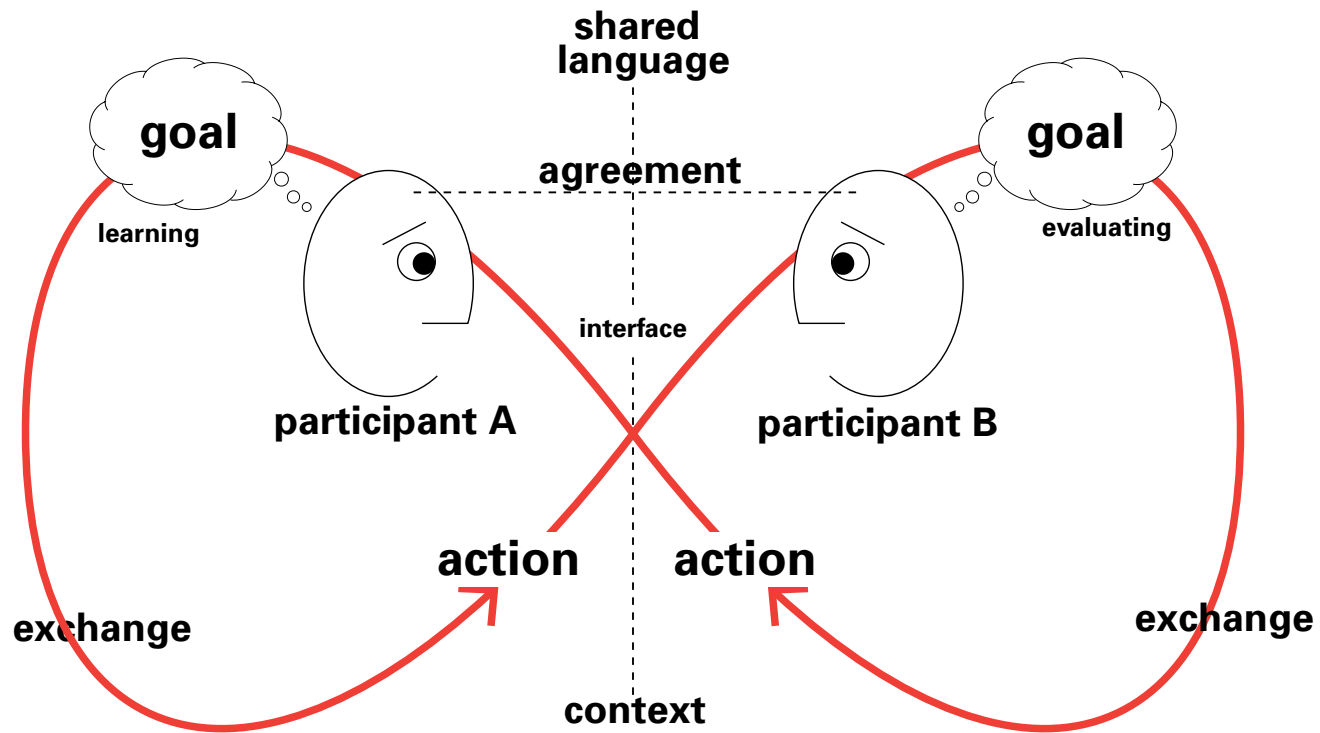 shared
language
goal
goal
agreement
learning
evaluating
interface
participant A
participant B
action
action
exchange
exchange
context